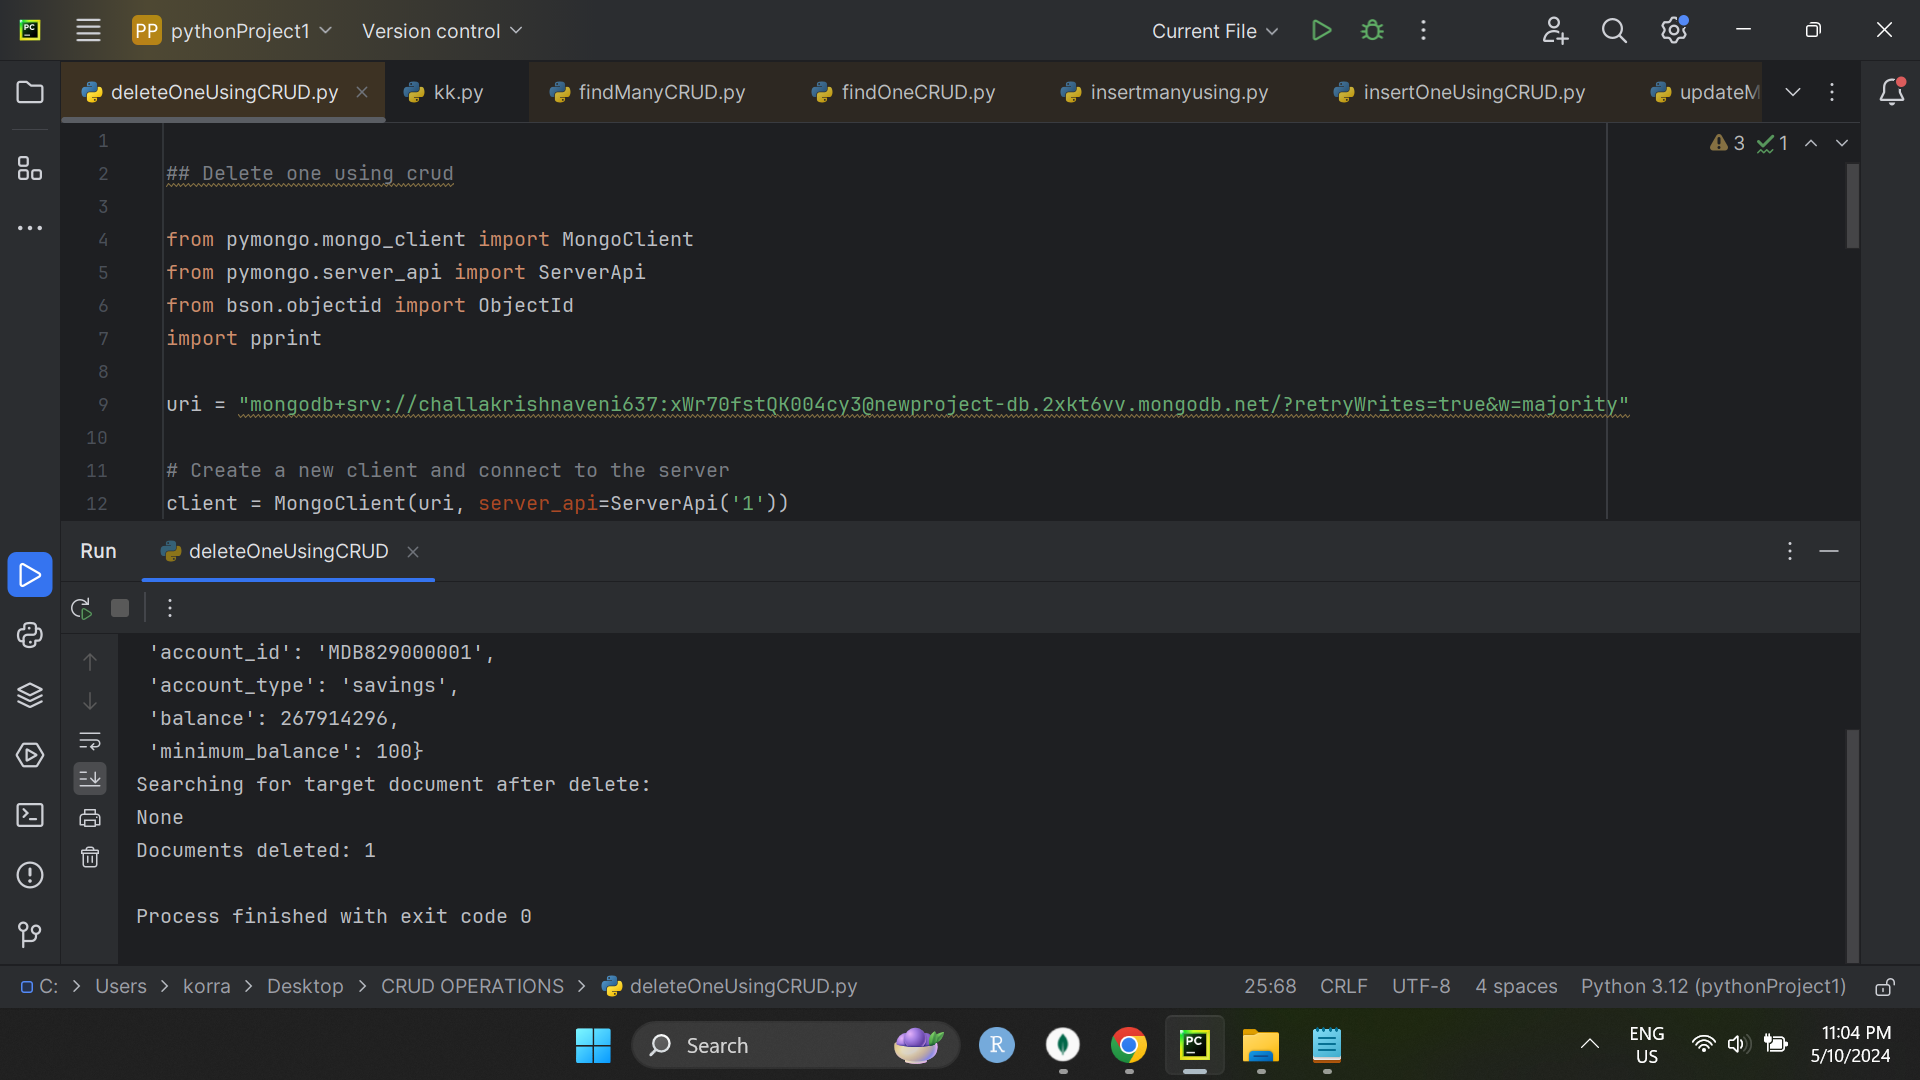 PC
PP pythonProject1
Version control
Current File
deleteOneUsingCRUD.py
kk.py
findManyCRUD.py
findOneCRUD.py
insertmanyusing.py
insertOneUsingCRUD.py
updateM
3 1
1
2 ## Delete one using crud
3
4 from pymongo.mongo_client import MongoClient
5 from pymongo.server_api import ServerApi
6 from bson.objectid import ObjectId
7 import pprint
8
9 uri = "mongodb+srv://challakrishnaveni637:xWr70fstQK004cy3@newproject-db.2xkt6vv.mongodb.net/?retryWrites=true&w=majority"
10
11 # Create a new client and connect to the server
12 client = MongoClient(uri, server_api=ServerApi('1'))
Run deleteOneUsingCRUD
'account_id': 'MDB829000001',
'account_type': 'savings',
'balance': 267914296,
'minimum_balance': 100}
Searching for target document after delete:
None
Documents deleted: 1
Process finished with exit code 0
C: > Users > korra > Desktop > CRUD OPERATIONS > deleteOneUsingCRUD.py
25:68 CRLF UTF-8 4 spaces Python 3.12 (pythonProject1)
Search
R
PC
ENG
US
11:04 PM
5/10/2024